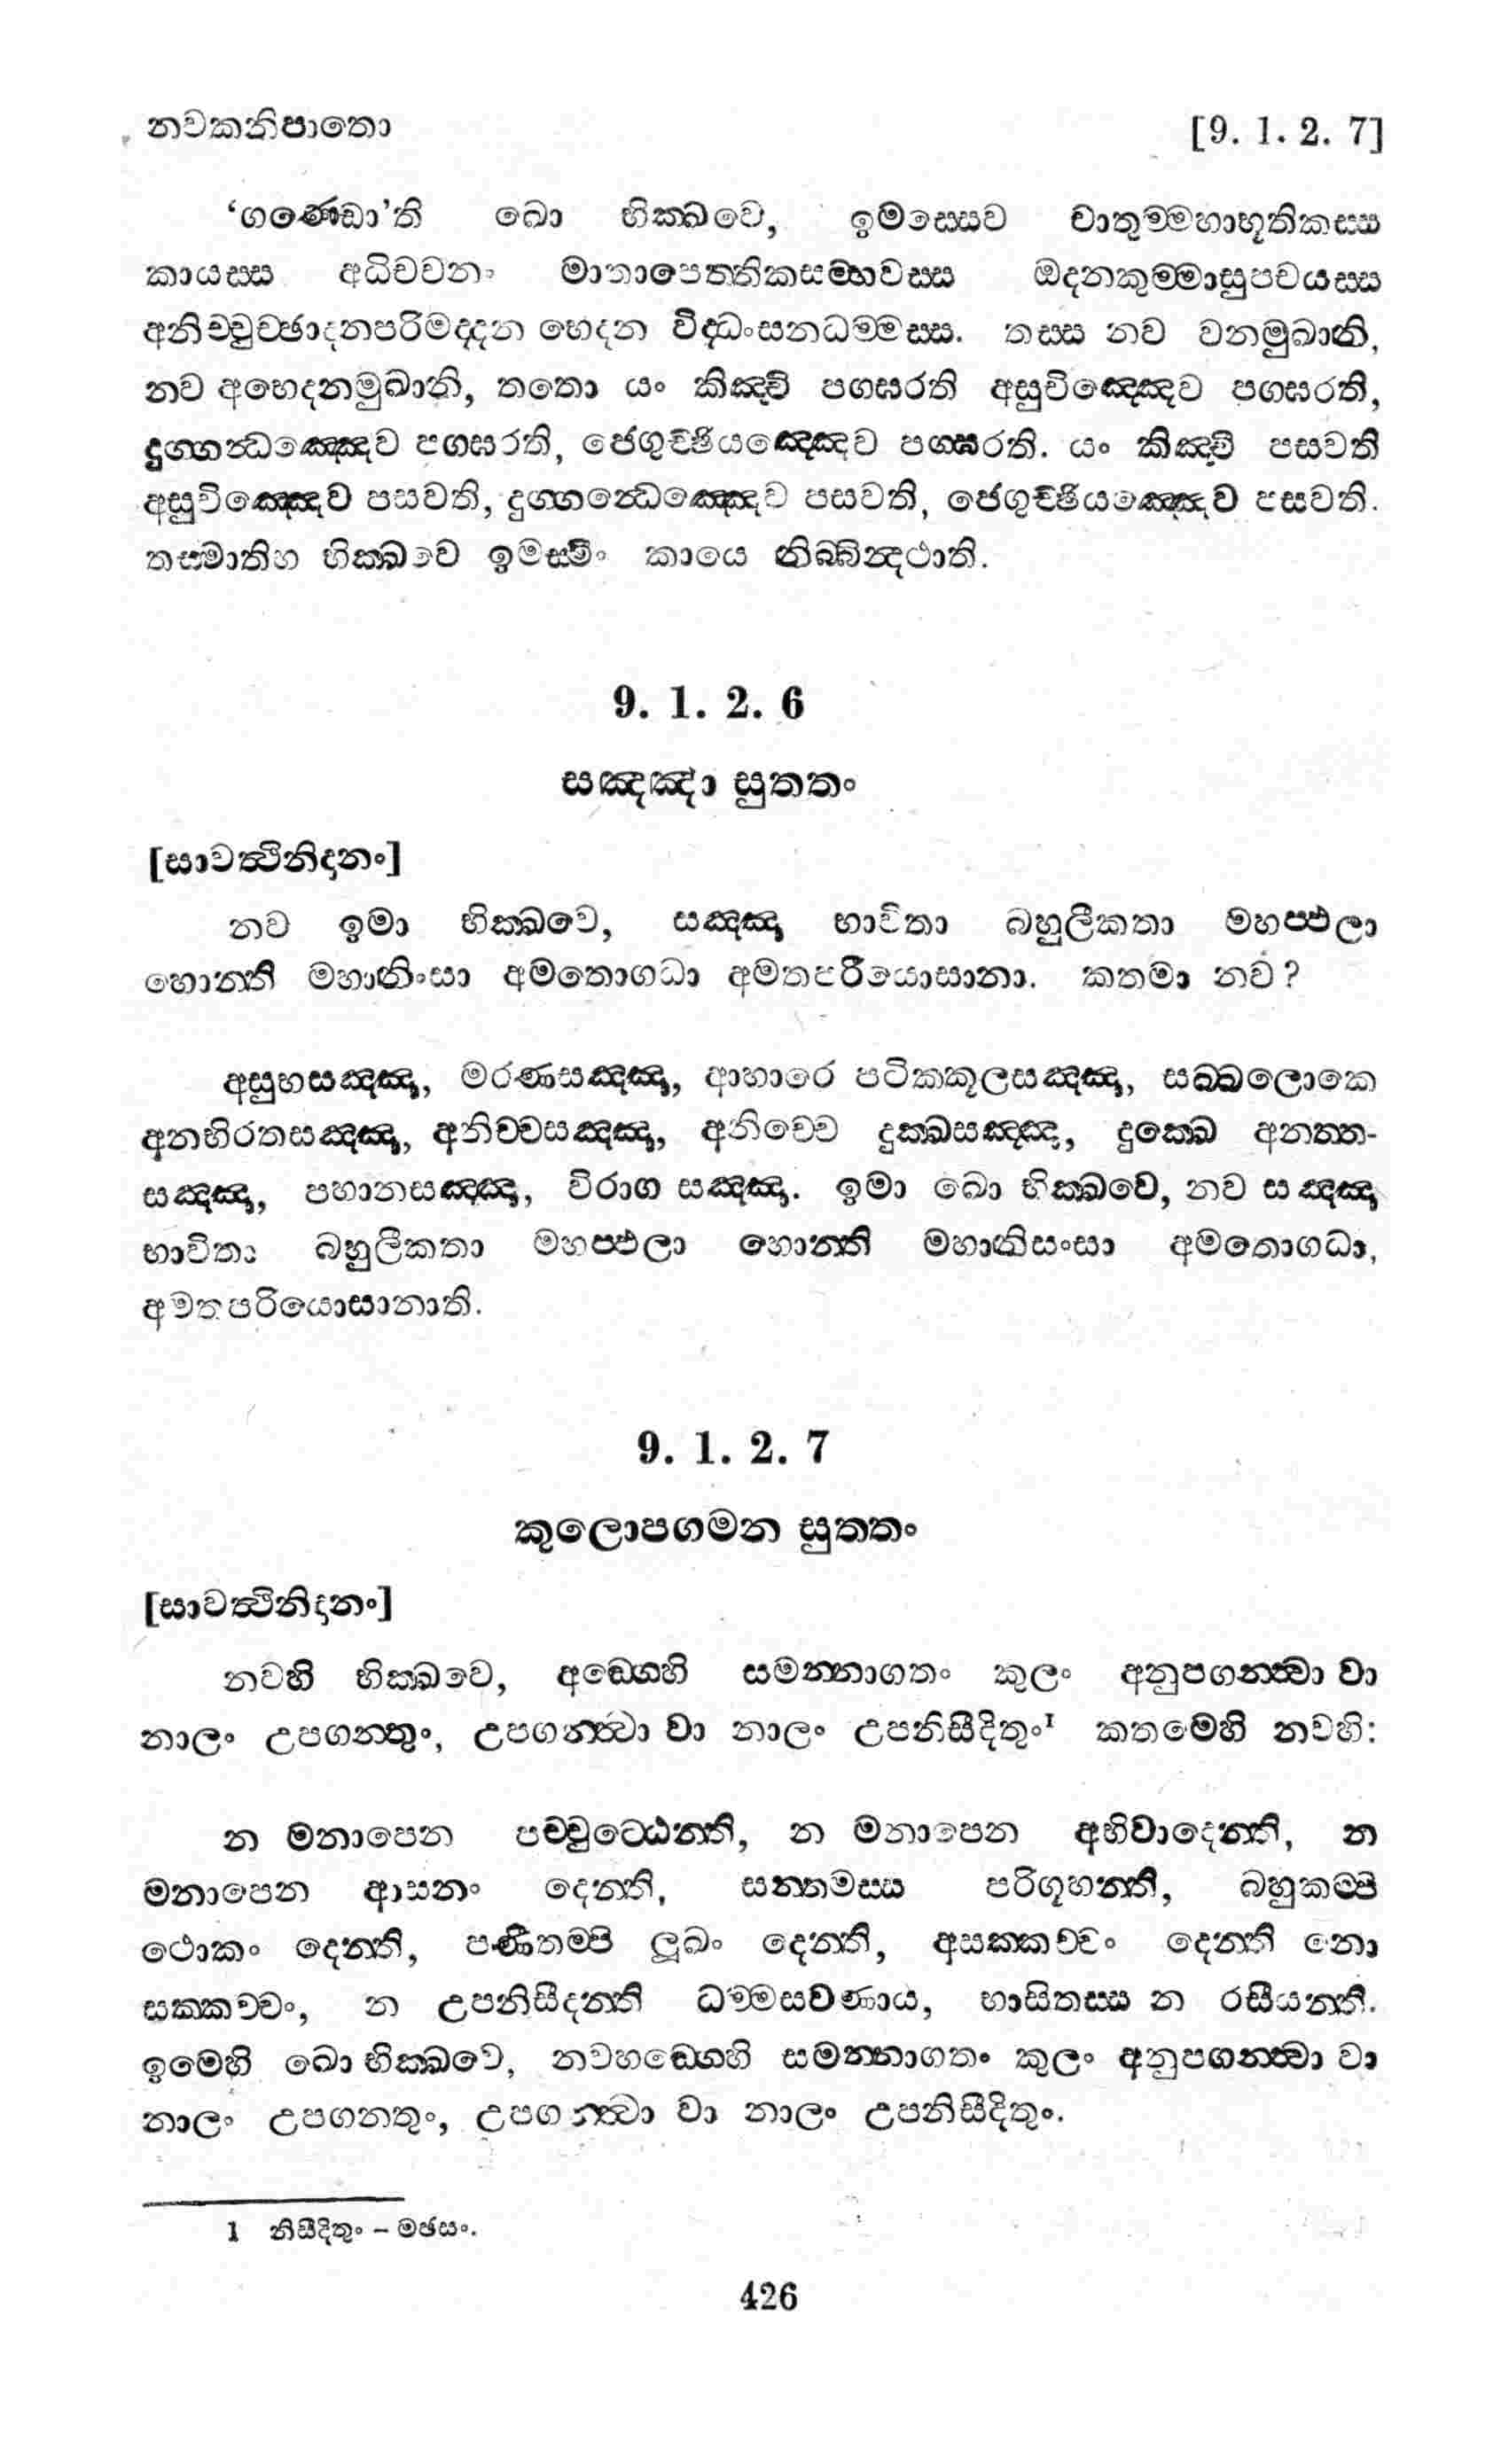 නවකනිපාතො [9. 1. 2. 7]
‘ගණ්ඩො’ති ඛො භික්ඛවෙ, ඉමස්සෙව චාතුම්මහාභූතිකස්ස
කායස්ස අධිවචනං මාතාපෙත්තිකසම්භවස්ස ඔදනකුම්මාසුපචයස්ස
අනිච්චුච්ඡාදනපරිමද්දන භෙදන විද්ධංසනධම්මස්ස. තස්ස නව වනමුඛානි,
නව අභෙදනමුඛානි, තතො යං කිඤ්චි පග්ඝරති අසුචිඤ්ඤෙව පග්ඝරති,
දුග්ගන්ධඤ්ඤෙව පග්ඝරති, ජෙගුච්ඡියඤ්ඤෙව පග්ඝරති. යං කිඤ්චි පසවති
අසුචිඤ්ඤෙව පසවති, දුග්ගන්ධෙඤ්ඤෙව පසවති, ජෙගුච්ඡියඤ්ඤෙව පසවති.
තස්මාතිහ භික්ඛවෙ ඉමස්මිං කායෙ නිබ්බින්දථාති.
9. 1. 2. 6
සඤ්ඤා සුත්තං
[සාවත්ථිනිදානං]
නව ඉමා භික්ඛවෙ, සඤ්ඤා භාවිතා බහුලීකතා මහප්ඵලා
හොන්ති මහානිංසා අමතොගධා අමතපරියොසානා. කතමා නව?
අසුභසඤ්ඤා, මරණසඤ්ඤා, ආහාරෙ පටික්කූලසඤ්ඤා, සබ්බලොකෙ
අනභිරතසඤ්ඤා, අනිච්චසඤ්ඤා, අනිච්චෙ දුක්ඛසඤ්ඤා, දුක්ඛෙ අනත්ත-
සඤ්ඤා, පහානසඤ්ඤා, විරාග සඤ්ඤා. ඉමා ඛො භික්ඛවෙ, නව සඤ්ඤා
භාවිතා බහුලීකතා මහප්ඵලා හොන්ති මහානිසංසා අමතොගධා,
අමතපරියොසානාති.
9. 1. 2. 7
කුලොපගමන සුත්තං
[සාවත්ථිනිදානං]
නවහි භික්ඛවෙ, අඞ්ගෙහි සමන්නාගතං කුලං අනුපගන්ත්වා වා
නාලං උපගන්තුං, උපගන්ත්වා වා නාලං උපනිසීදිතුං¹ කතමෙහි නවහි:
න මනාපෙන පච්චුට්ඨෙන්ති, න මනාපෙන අභිවාදෙන්ති, න
මනාපෙන ආසනං දෙන්ති, සන්තමස්ස පරිගූහන්ති, බහුකම්පි
ථොකං දෙන්ති, පණීතම්පි ලූඛං දෙන්ති, අසක්කච්චං දෙන්ති නො
සක්කච්චං, න උපනිසීදන්ති ධම්මසවණාය, භාසිතස්ස න රසීයන්ති.
ඉමෙහි ඛො භික්ඛවෙ, නවහඞ්ගෙහි සමන්නාගතං කුලං අනුපගන්ත්වා වා
නාලං උපගනතුං, උපගන්ත්වා වා නාලං උපනිසීදිතුං.
1 නිසීදිතුං – මඡසං.
426